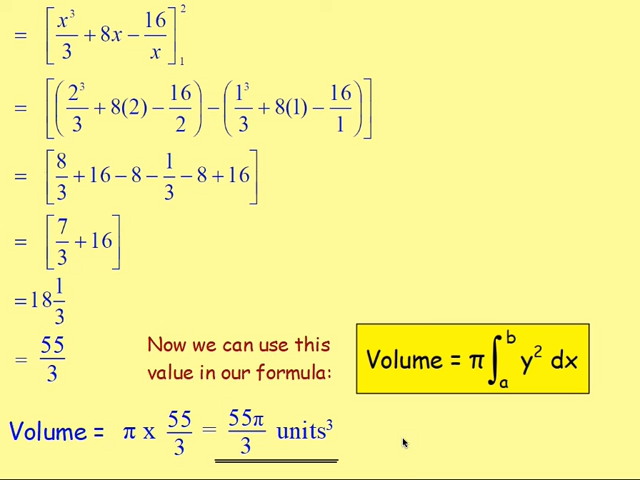 = [x³/3 + 8x − 16/x]₁²
= [(2³/3 + 8(2) − 16/2) − (1³/3 + 8(1) − 16/1)]
= [8/3 + 16 − 8 − 1/3 − 8 + 16]
= [7/3 + 16]
= 18 1/3
= 55/3
Now we can use this
value in our formula:
Volume = π ∫ₐᵇ y² dx
Volume = π x 55/3 = 55π/3 units³